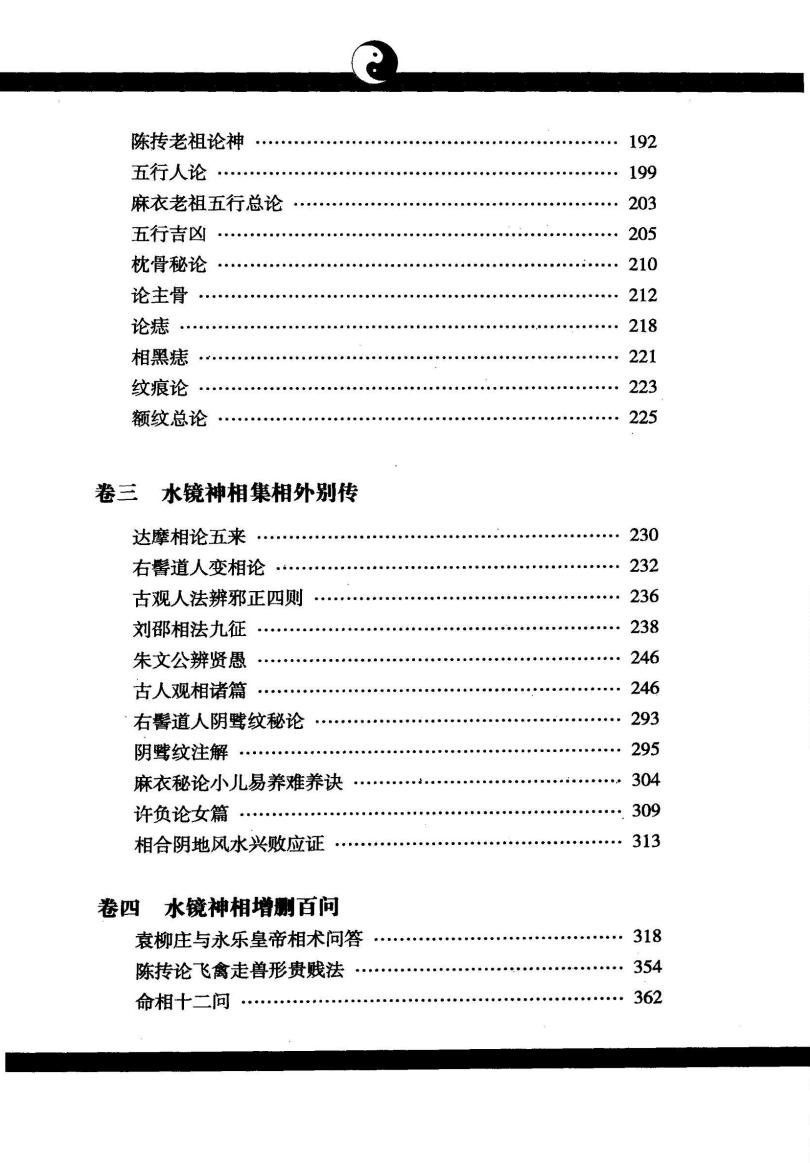 陈抟老祖论神 …… 192
五行人论 …… 199
麻衣老祖五行总论 …… 203
五行吉凶 …… 205
枕骨秘论 …… 210
论主骨 …… 212
论痣 …… 218
相黑痣 …… 221
纹痕论 …… 223
额纹总论 …… 225
卷三 水镜神相集相外别传
达摩相论五来 …… 230
右髻道人变相论 …… 232
古观人法辨邪正四则 …… 236
刘邵相法九征 …… 238
朱文公辨贤愚 …… 246
古人观相诸篇 …… 246
右髻道人阴骘纹秘论 …… 293
阴骘纹注解 …… 295
麻衣秘论小儿易养难养诀 …… 304
许负论女篇 …… 309
相合阴地风水兴败应证 …… 313
卷四 水镜神相增删百问
袁柳庄与永乐皇帝相术问答 …… 318
陈抟论飞禽走兽形贵贱法 …… 354
命相十二问 …… 362